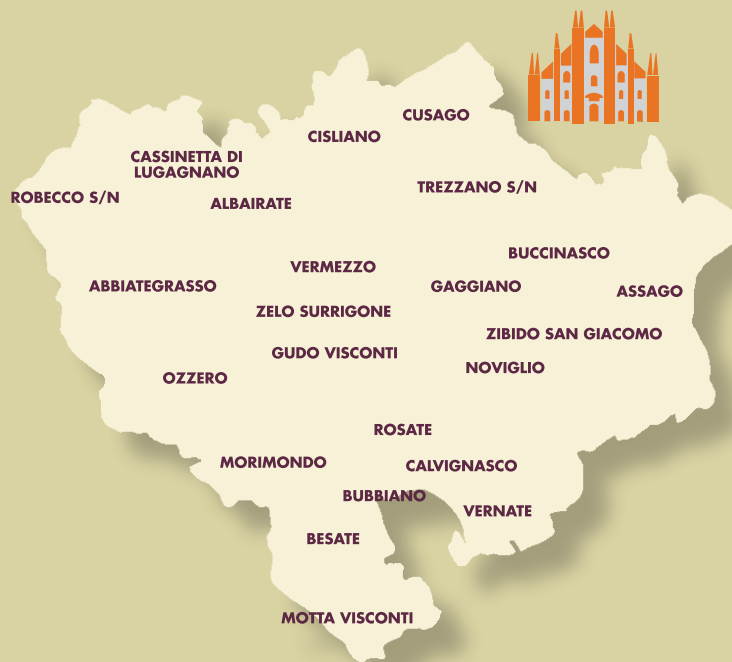 CUSAGO
CISLIANO
CASSINETTA DI
LUGAGNANO
TREZZANO S/N
ROBECCO S/N
ALBAIRATE
BUCCINASCO
VERMEZZO
ABBIATEGRASSO
GAGGIANO
ASSAGO
ZELO SURRIGONE
ZIBIDO SAN GIACOMO
GUDO VISCONTI
NOVIGLIO
OZZERO
ROSATE
MORIMONDO
CALVIGNASCO
BUBBIANO
VERNATE
BESATE
MOTTA VISCONTI